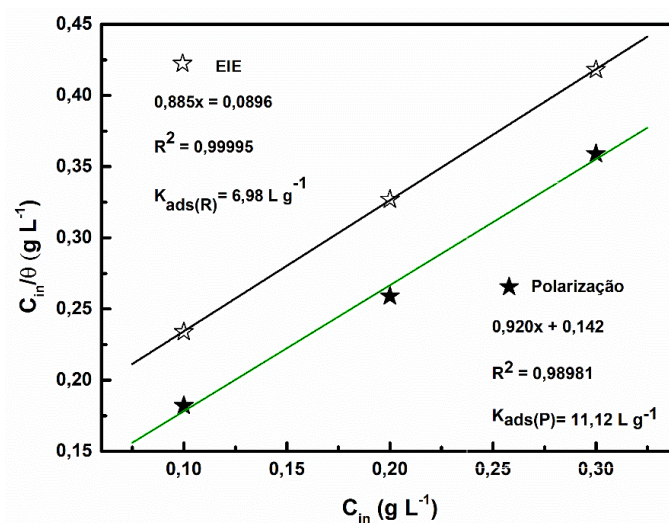 0,45
0,40
0,35
0,30
0,25
0,20
0,15
C_in/θ (g L⁻¹)
☆ EIE
0,885x = 0,0896
R² = 0,99995
K_ads(R) = 6,98 L g⁻¹
★ Polarização
0,920x + 0,142
R² = 0,98981
K_ads(P)= 11,12 L g⁻¹
0,10 0,15 0,20 0,25 0,30
C_in (g L⁻¹)